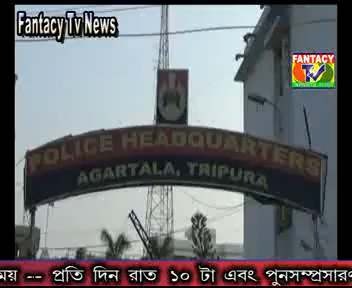 Fantacy Tv News
FANTACY
TV
POLICE HEADQUARTERS
AGARTALA, TRIPURA
ময় -- প্রতি দিন রাত ১০ টা এবং পুনসম্প্রসারণ